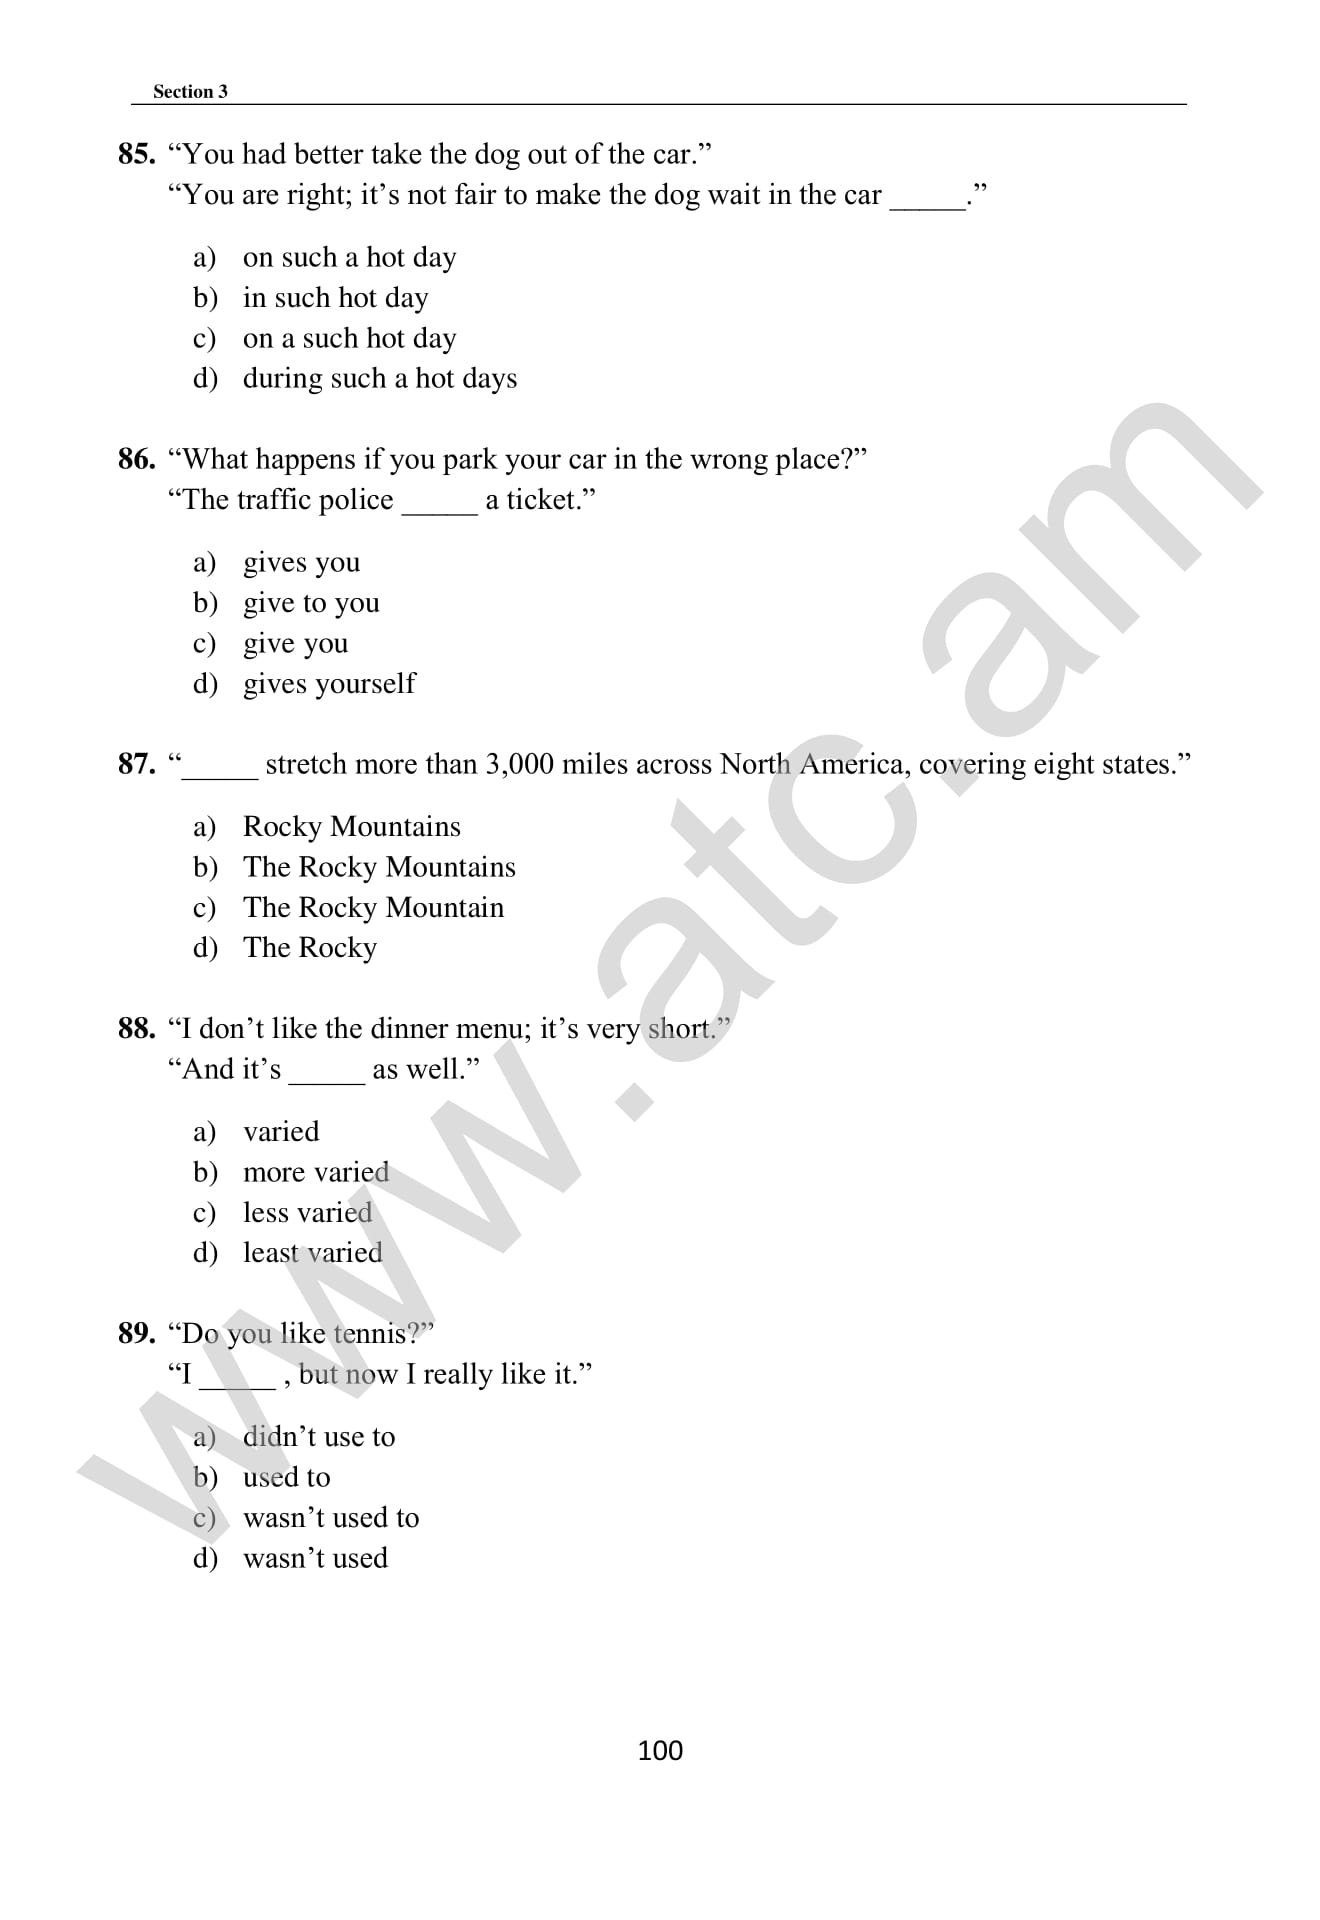 Section 3
85. “You had better take the dog out of the car.”
“You are right; it’s not fair to make the dog wait in the car _____.”
a) on such a hot day
b) in such hot day
c) on a such hot day
d) during such a hot days
86. “What happens if you park your car in the wrong place?”
“The traffic police _____ a ticket.”
a) gives you
b) give to you
c) give you
d) gives yourself
87. “_____ stretch more than 3,000 miles across North America, covering eight states.”
a) Rocky Mountains
b) The Rocky Mountains
c) The Rocky Mountain
d) The Rocky
88. “I don’t like the dinner menu; it’s very short.”
“And it’s _____ as well.”
a) varied
b) more varied
c) less varied
d) least varied
89. “Do you like tennis?”
“I _____ , but now I really like it.”
a) didn’t use to
b) used to
c) wasn’t used to
d) wasn’t used
100
www.atc.am